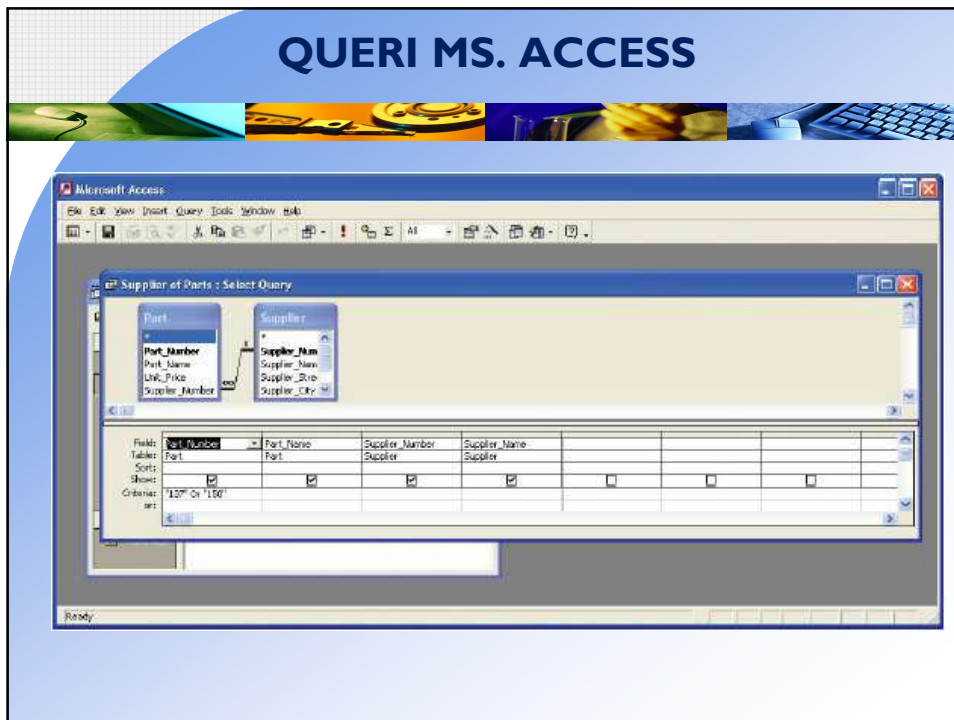 QUERI MS. ACCESS
Microsoft Access
File Edit View Insert Query Tools Window Help
All
Supplier of Parts : Select Query
Part
*
Part_Number
Part_Name
Unit_Price
Supplier_Number
Supplier
*
Supplier_Num
Supplier_Nam
Supplier_Stre
Supplier_City
Field: Part_Number Part_Name Supplier_Number Supplier_Name
Table: Part Part Supplier Supplier
Sort:
Show:
Criteria: "137" Or "150"
or:
Ready